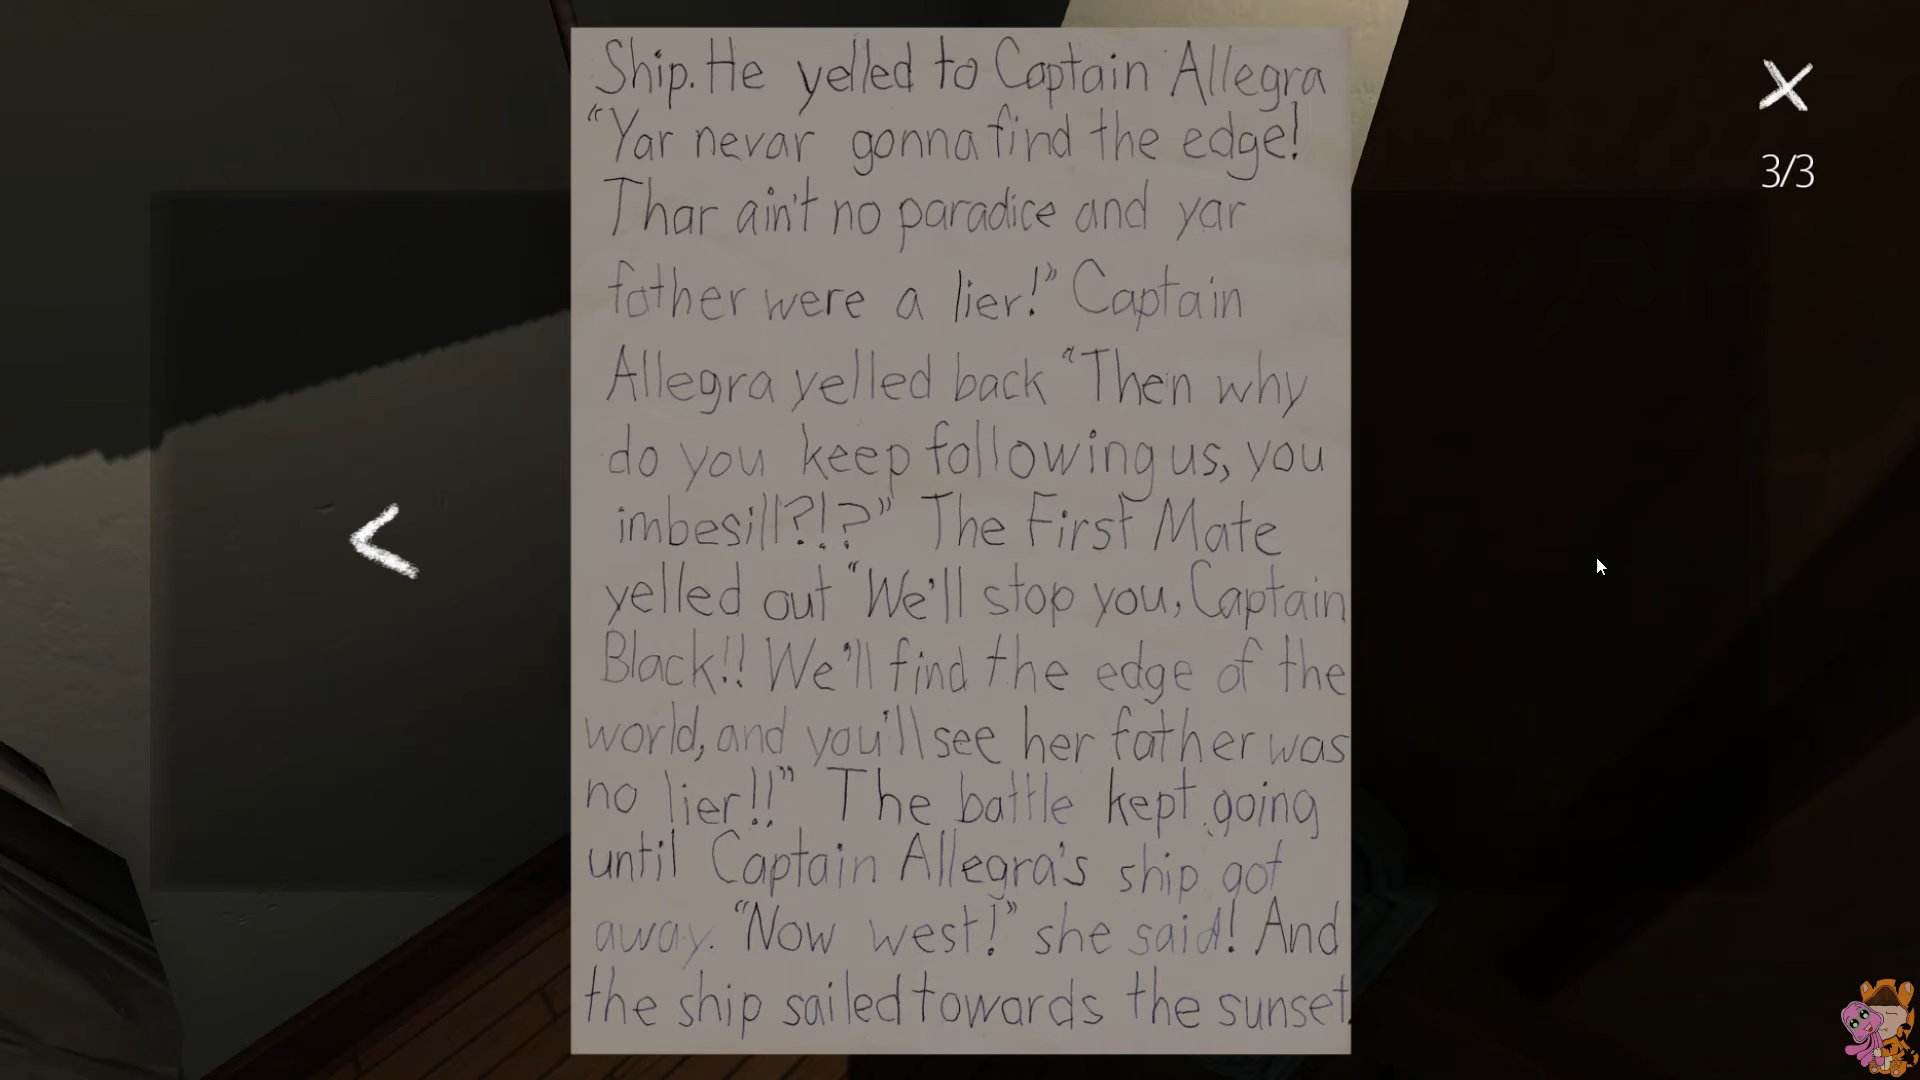 Ship. He yelled to Captain Allegra
"Yar nevar gonna find the edge!
Thar ain't no paradice and yar
father were a lier!" Captain
Allegra yelled back "Then why
do you keep following us, you
imbesill?!?" The First Mate
yelled out "We'll stop you, Captain
Black!! We'll find the edge of the
world, and you'll see her father was
no lier!!" The battle kept going
until Captain Allegra's ship got
away. "Now west!" she said! And
the ship sailed towards the sunset.
3/3